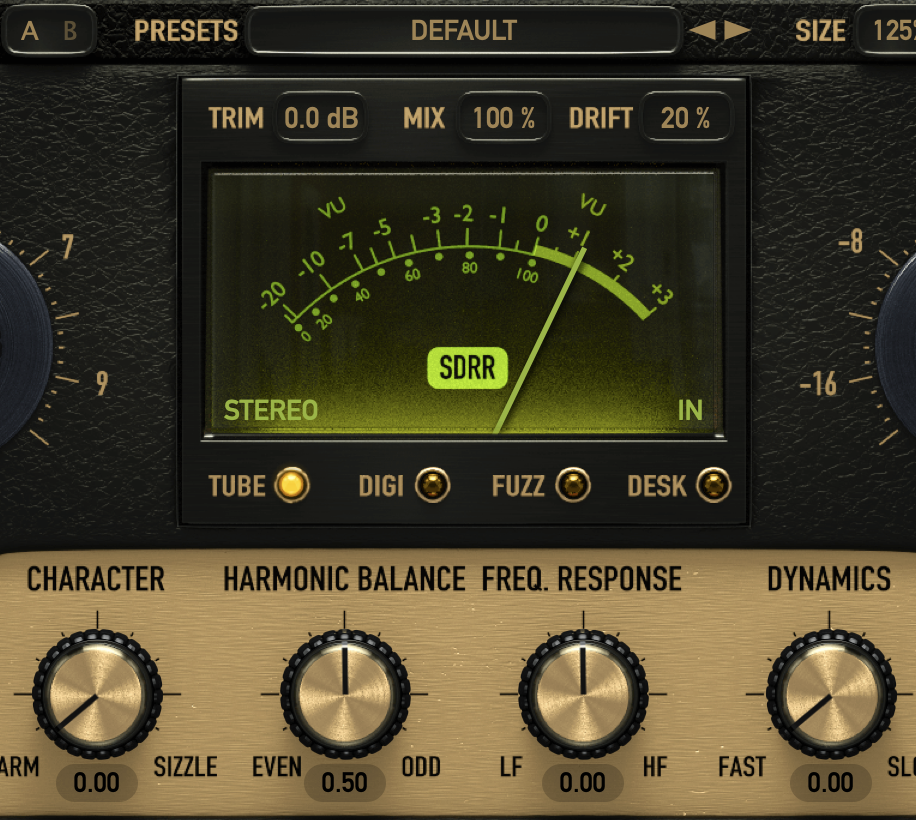 A B PRESETS DEFAULT SIZE 125
TRIM 0.0 dB MIX 100 % DRIFT 20 %
VU VU
-20 -10 -7 -5 -3 -2 -1 0 +1 +2 +3
0 20 40 60 80 100
7 -8
9 -16
SDRR
STEREO IN
TUBE DIGI FUZZ DESK
CHARACTER HARMONIC BALANCE FREQ. RESPONSE DYNAMICS
ARM SIZZLE EVEN ODD LF HF FAST SLO
0.00 0.50 0.00 0.00